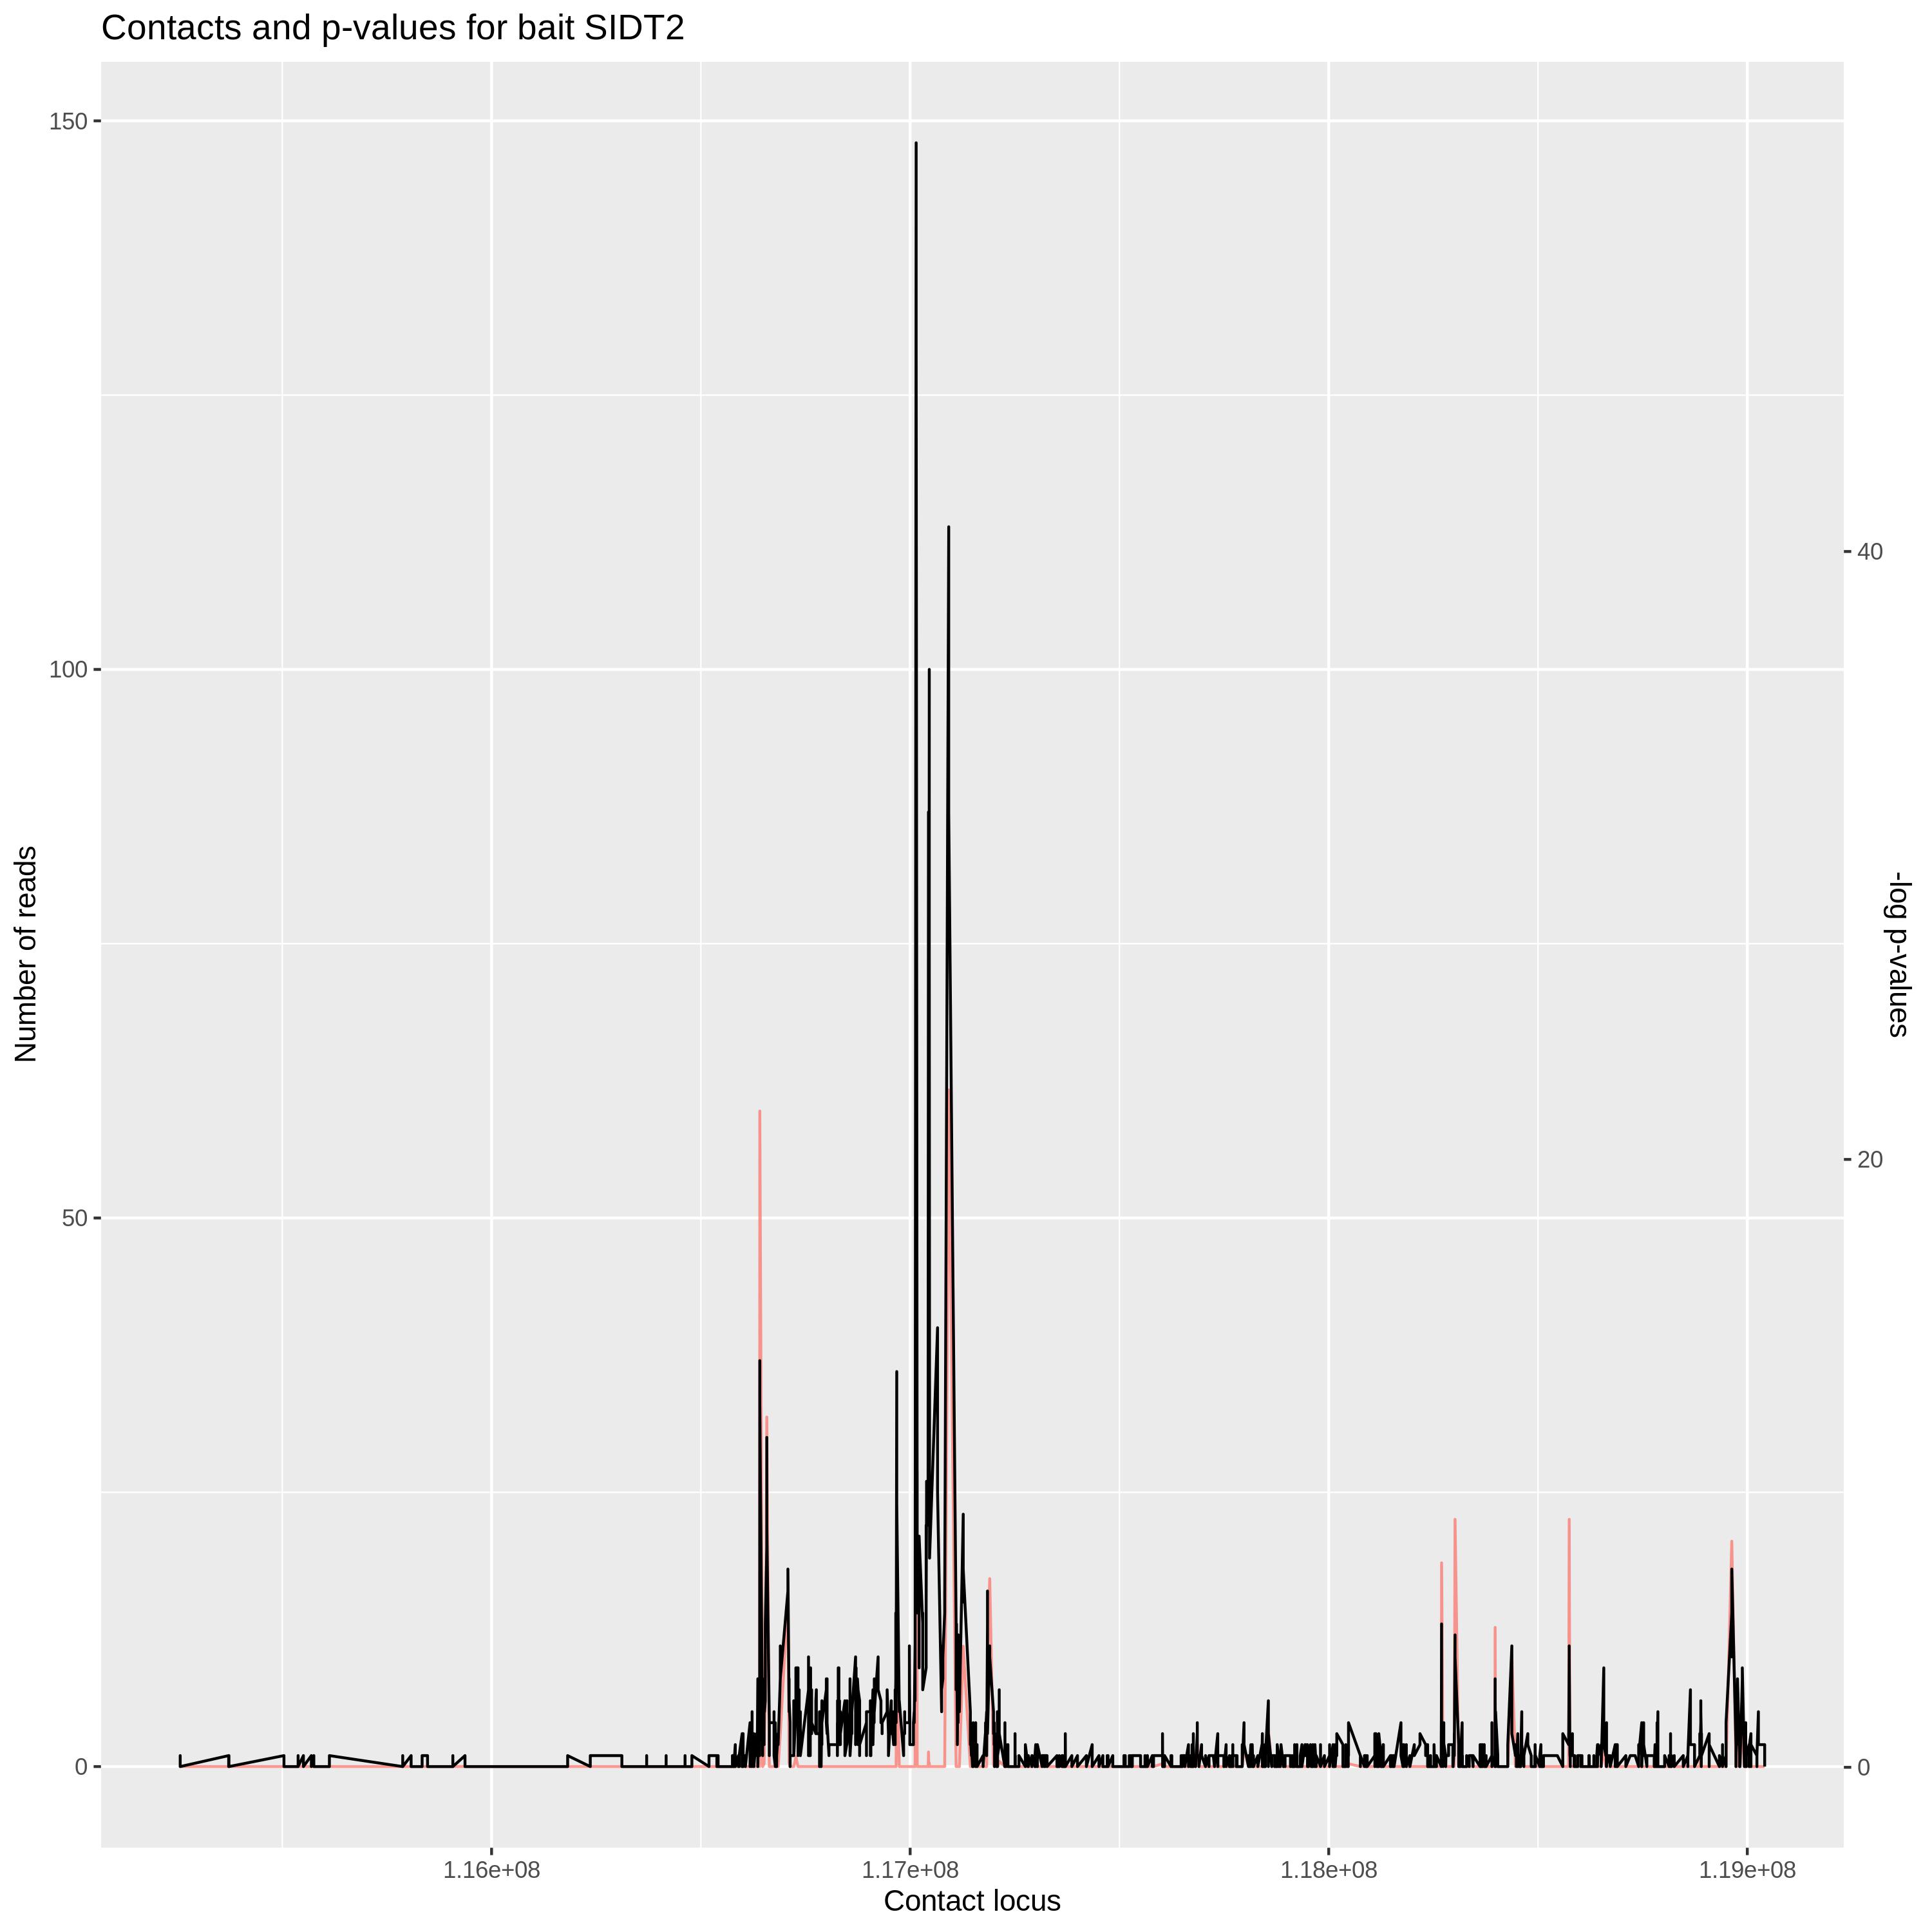 Contacts and p-values for bait SIDT2
150
100
50
0
Number of reads
40
20
0
-log p-values
1.16e+08 1.17e+08 1.18e+08 1.19e+08
Contact locus